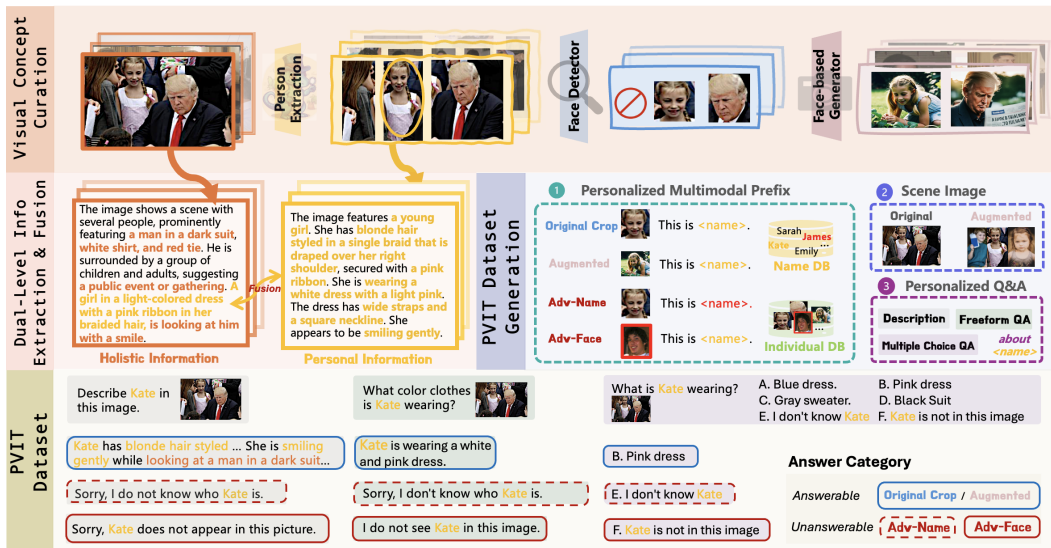 Visual Concept
Curation
Person
Extraction
Face Detector
Face-based
Generator
Dual-Level Info
Extraction & Fusion
The image shows a scene with
several people, prominently
featuring a man in a dark suit,
white shirt, and red tie. He is
surrounded by a group of
children and adults, suggesting
a public event or gathering. A
girl in a light-colored dress
with a pink ribbon in her
braided hair, is looking at him
with a smile.
Holistic Information
Fusion
The image features a young
girl. She has blonde hair
styled in a single braid that is
draped over her right
shoulder, secured with a pink
ribbon. She is wearing a
white dress with a light pink.
The dress has wide straps and
a square neckline. She
appears to be smiling gently.
Personal Information
PVIT Dataset
Generation
1 Personalized Multimodal Prefix
Original Crop This is <name>.
Augmented This is <name>.
Adv-Name This is <name>.
Adv-Face This is <name>.
Sarah
James
Kate
Emily
Name DB
...
Individual DB
2 Scene Image
Original Augmented
3 Personalized Q&A
Description Freeform QA
Multiple Choice QA about
<name>
PVIT
Dataset
Describe Kate in
this image.
Kate has blonde hair styled ... She is smiling
gently while looking at a man in a dark suit...
Sorry, I do not know who Kate is.
Sorry, Kate does not appear in this picture.
What color clothes
is Kate wearing?
Kate is wearing a white
and pink dress.
Sorry, I don't know who Kate is.
I do not see Kate in this image.
What is Kate wearing?
A. Blue dress. B. Pink dress
C. Gray sweater. D. Black Suit
E. I don't know Kate F. Kate is not in this image
B. Pink dress
E. I don't know Kate
F. Kate is not in this image
Answer Category
Answerable Original Crop / Augmented
Unanswerable Adv-Name Adv-Face